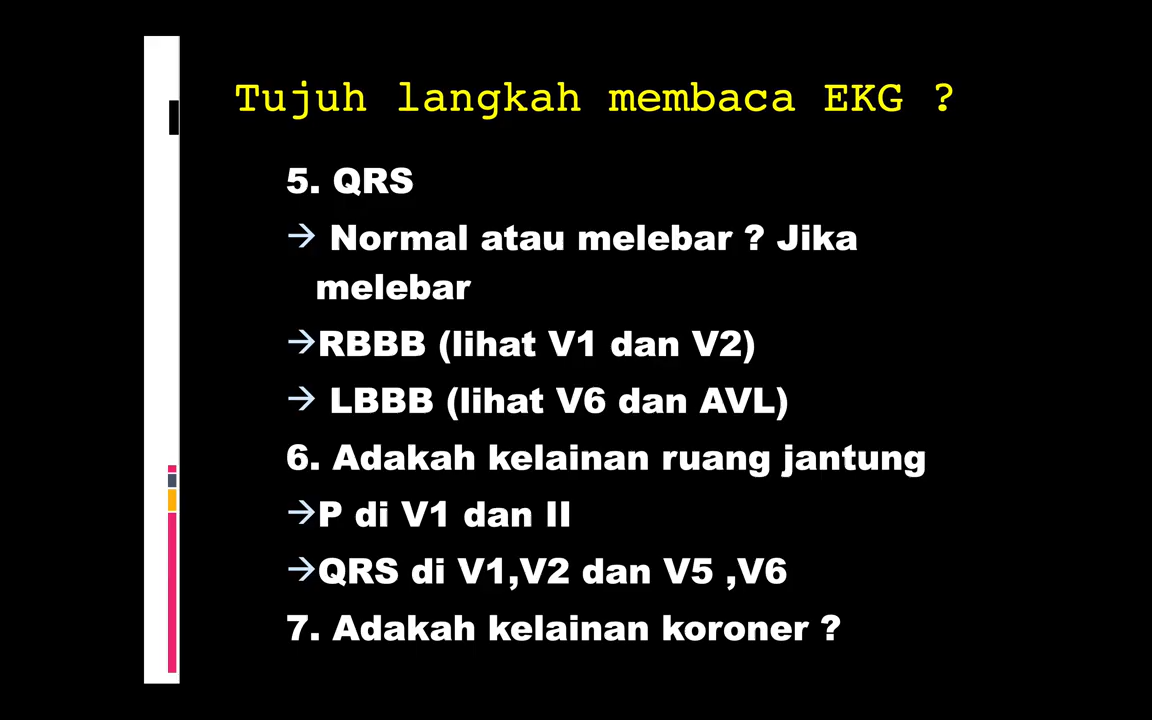 Tujuh langkah membaca EKG ?
5. QRS
→ Normal atau melebar ? Jika
melebar
→RBBB (lihat V1 dan V2)
→ LBBB (lihat V6 dan AVL)
6. Adakah kelainan ruang jantung
→P di V1 dan II
→QRS di V1,V2 dan V5 ,V6
7. Adakah kelainan koroner ?